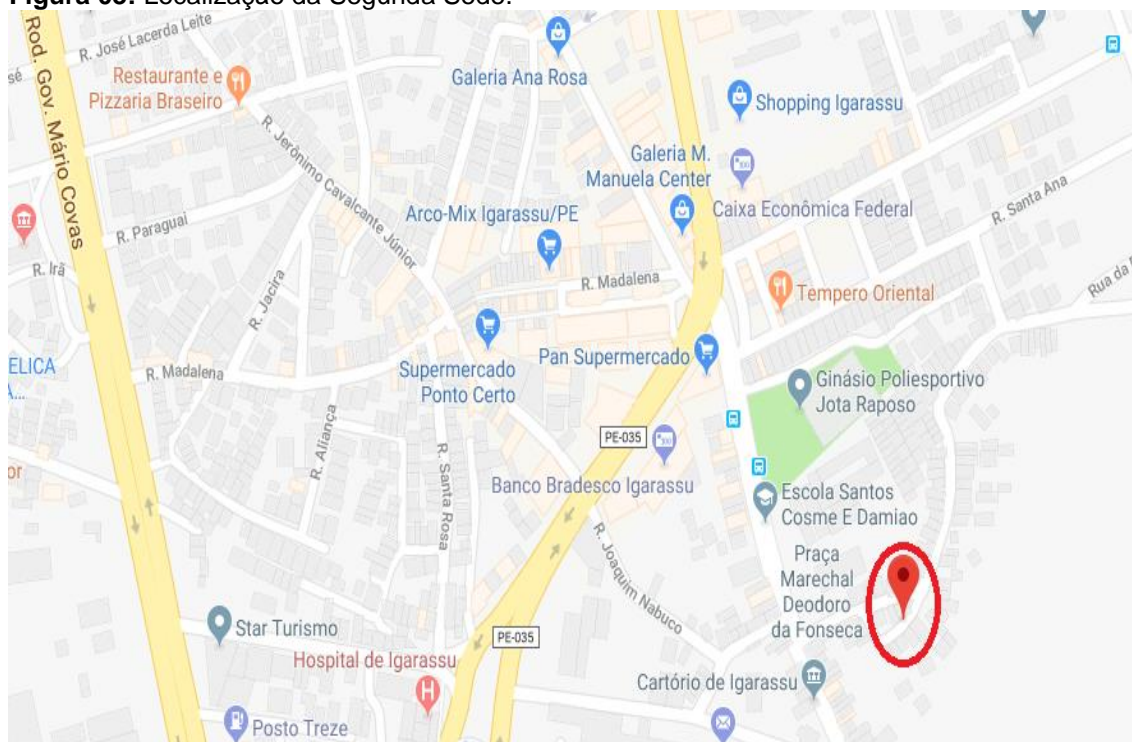 Figura 03: Localização da Segunda Sede.
R. José Lacerda Leite
Rod. Gov. Mário Covas
Restaurante e
Pizzaria Braseiro
Galeria Ana Rosa
Shopping Igarassu
R. Jerônimo Cavalcante Júnior
Galeria M.
Manuela Center
Caixa Econômica Federal
R. Santa Ana
Arco-Mix Igarassu/PE
R. Paraguai
R. Irã
R. Jacira
R. Madalena
Rua da
Tempero Oriental
ELICA
R. Madalena
Supermercado
Ponto Certo
Pan Supermercado
Ginásio Poliesportivo
Jota Raposo
R. Aliança
R. Santa Rosa
PE-035
Banco Bradesco Igarassu
Escola Santos
Cosme E Damiao
R. Joaquim Nabuco
Praça
Marechal
Deodoro
da Fonseca
Star Turismo
PE-035
Hospital de Igarassu
Cartório de Igarassu
Posto Treze